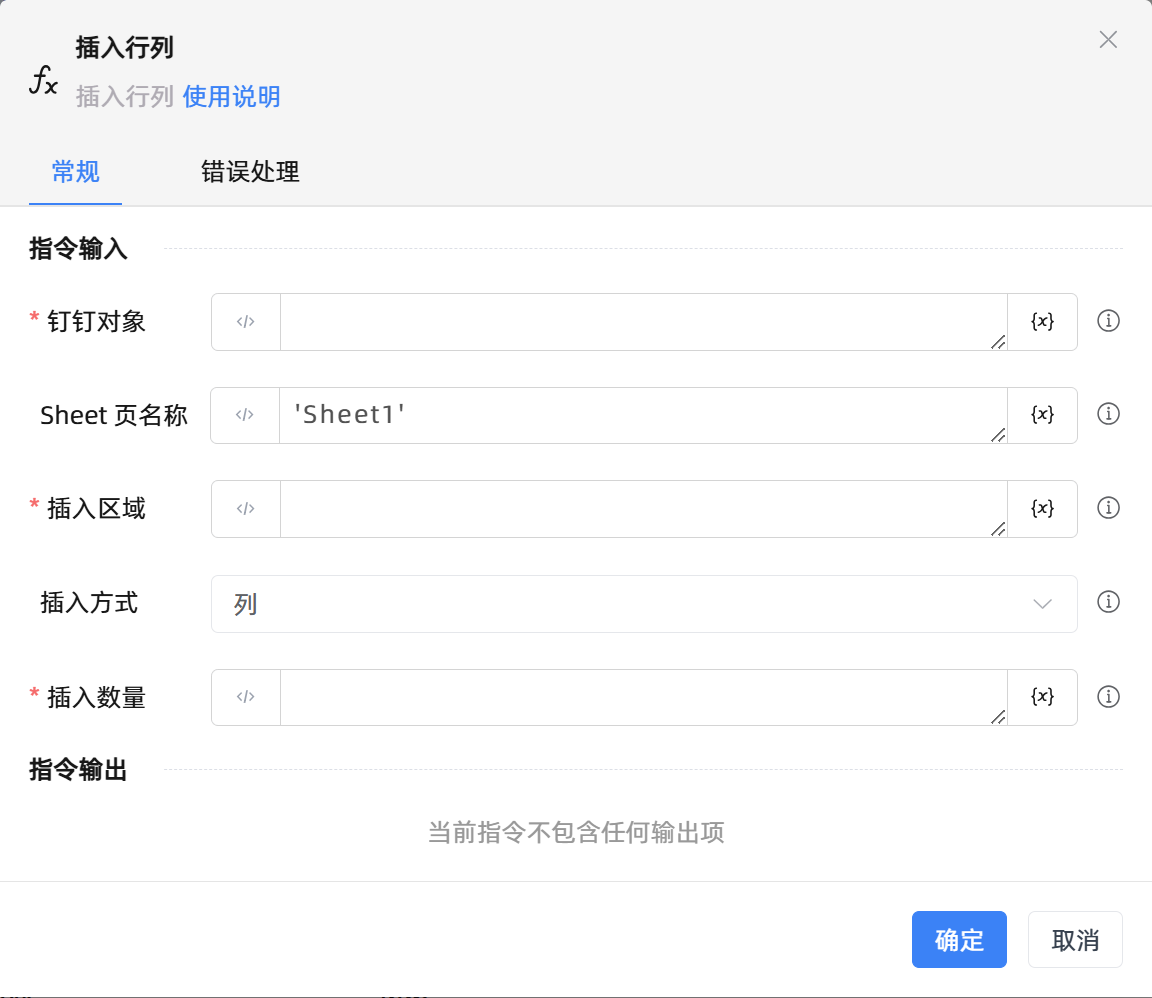 插入行列
fx
插入行列 使用说明
常规 错误处理
指令输入
* 钉钉对象 </> {x}
Sheet 页名称 </> 'Sheet1' {x}
* 插入区域 </> {x}
插入方式 列
* 插入数量 </> {x}
指令输出
当前指令不包含任何输出项
确定 取消